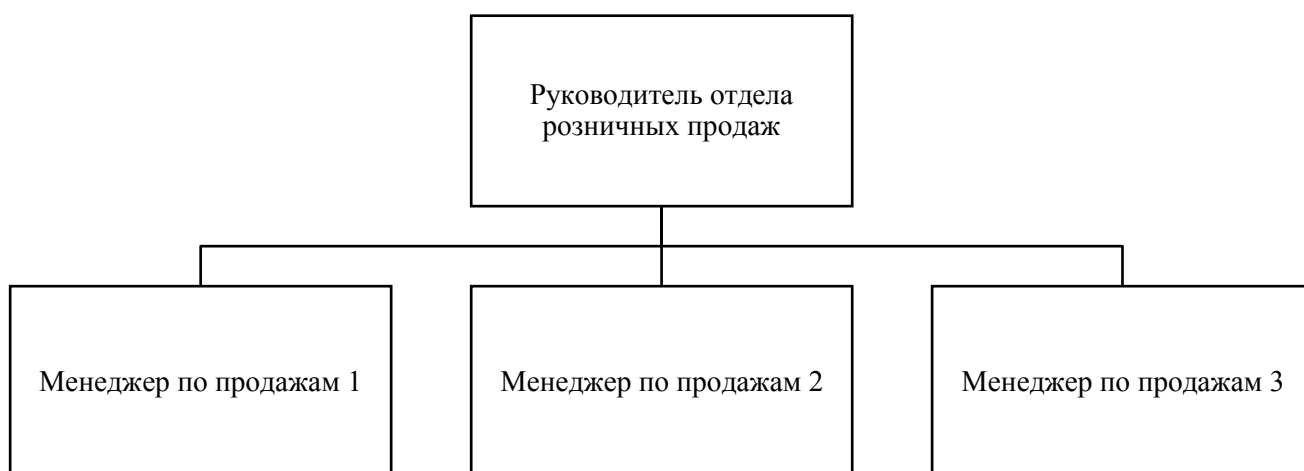 Руководитель отдела
розничных продаж
Менеджер по продажам 1
Менеджер по продажам 2
Менеджер по продажам 3